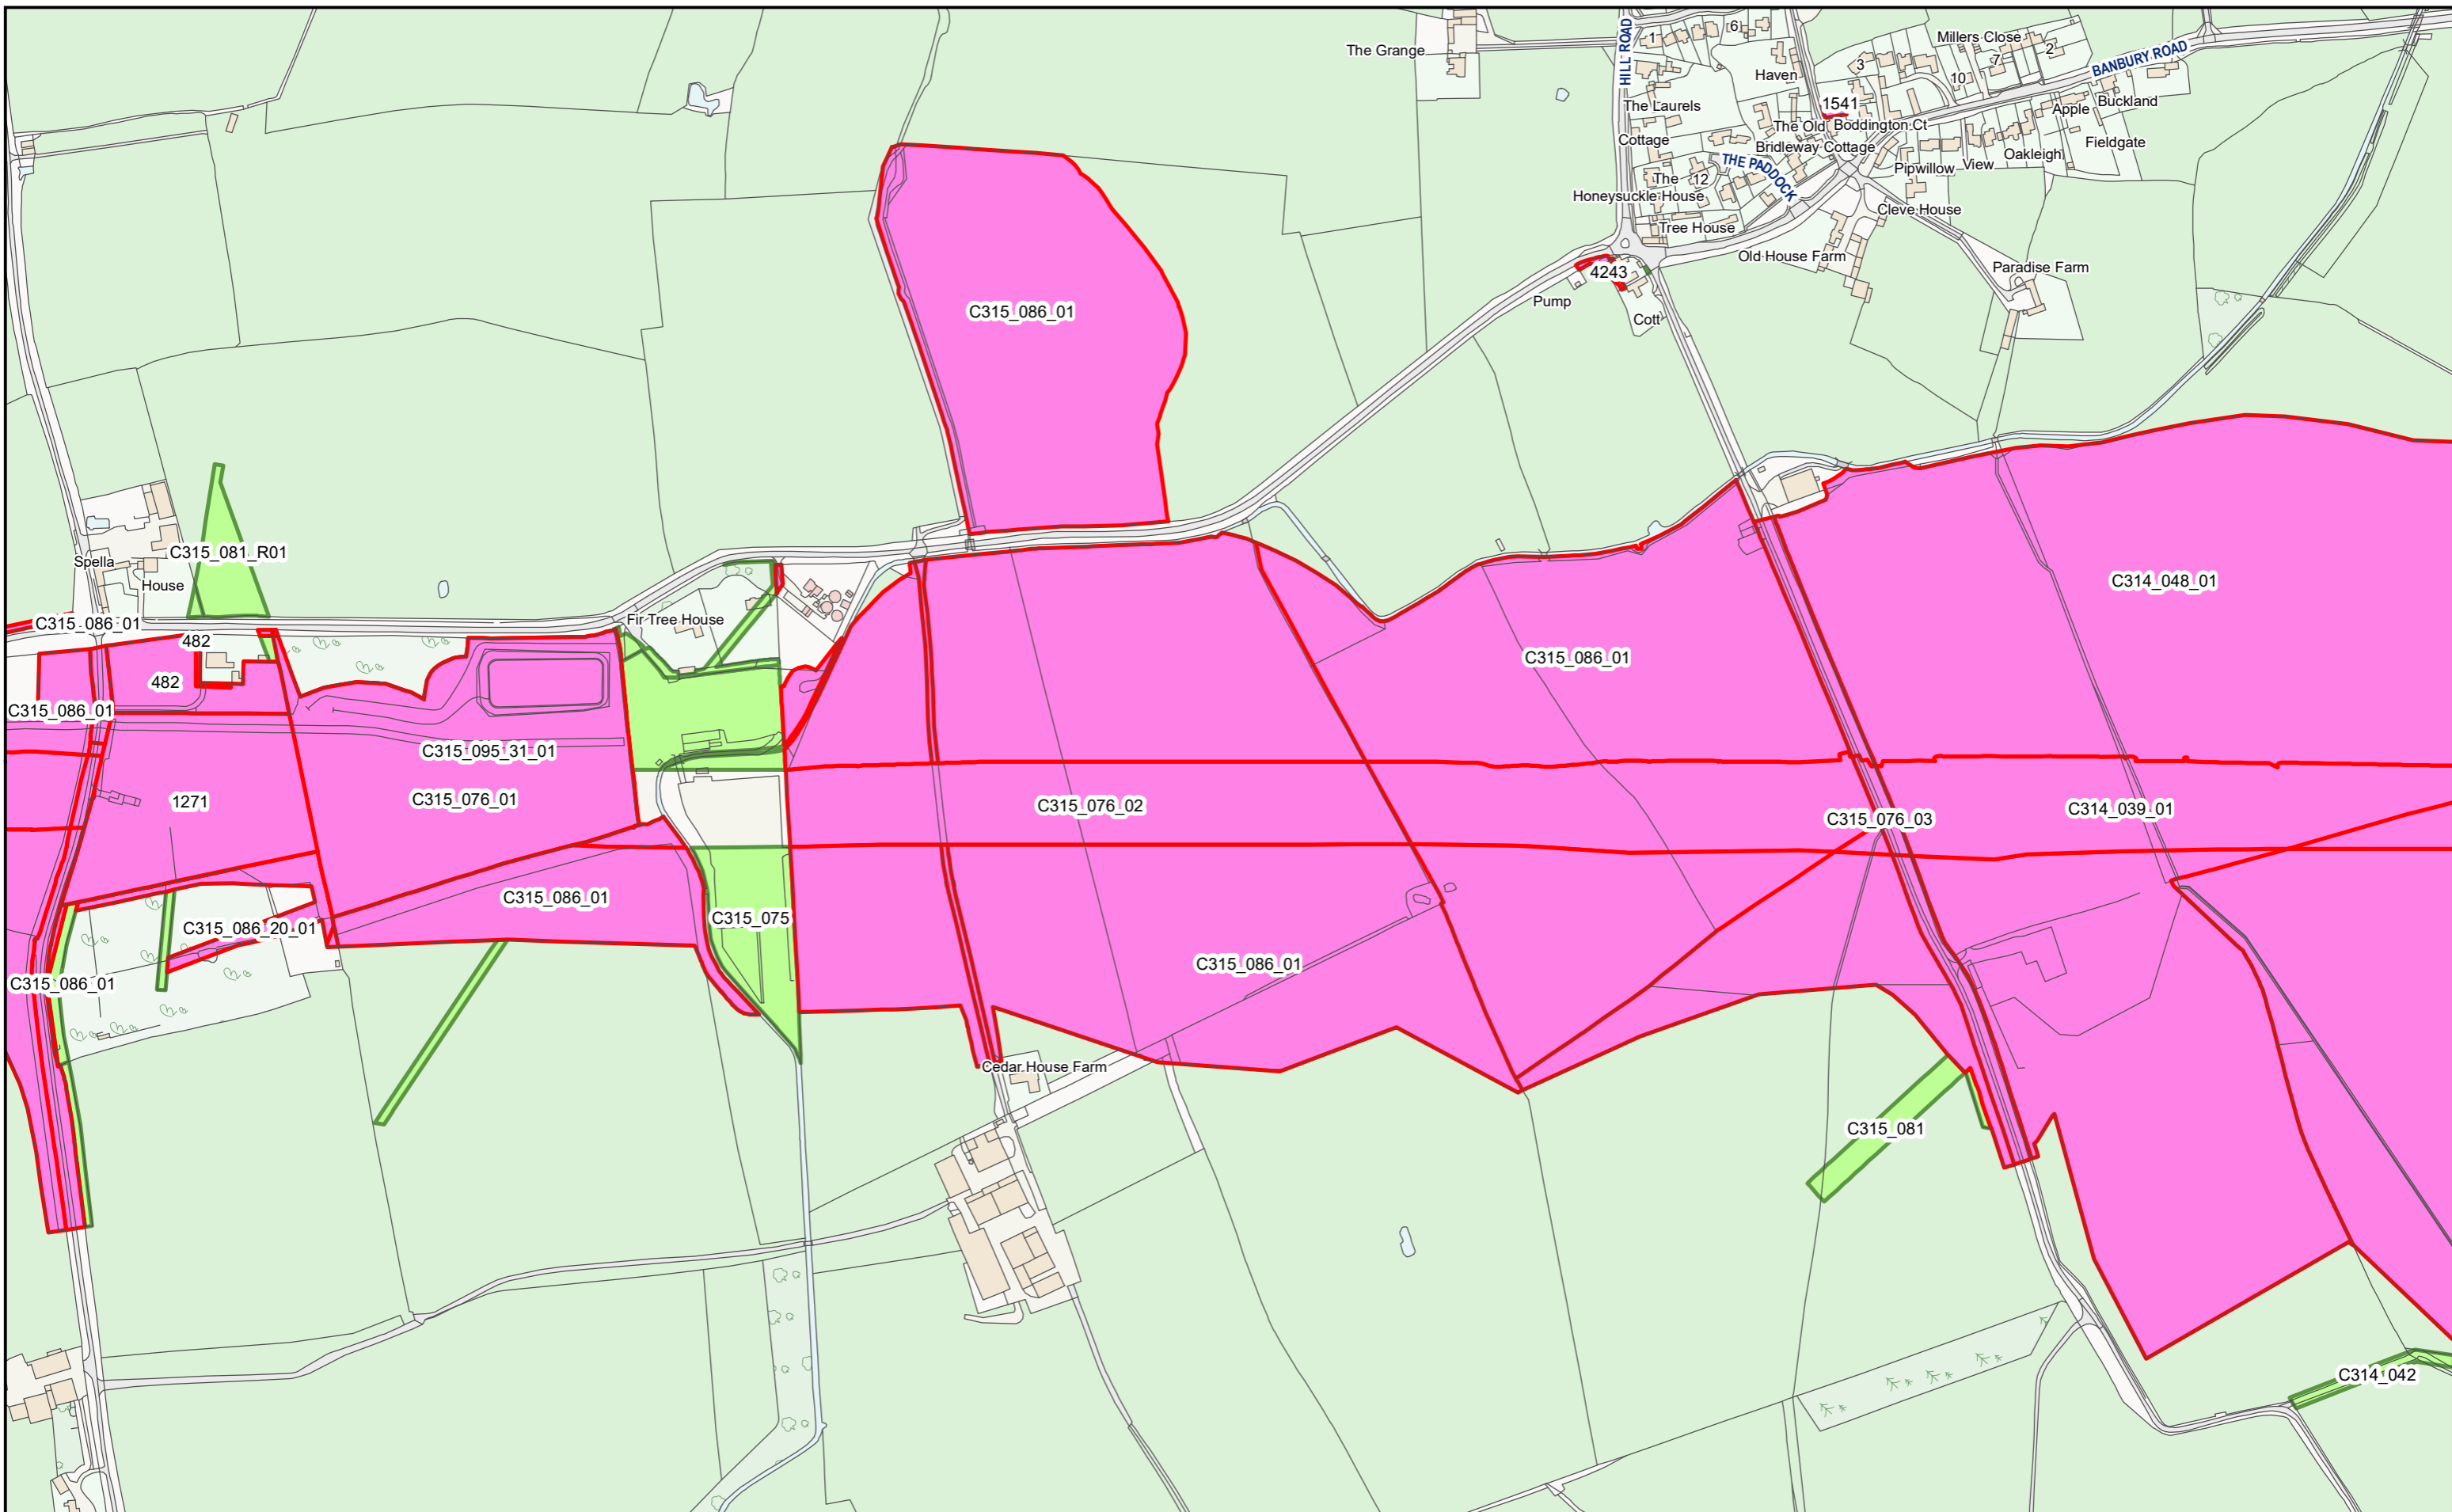 The Grange
HILL ROAD
1
6
Millers Close
2
7
BANBURY ROAD
3
Haven
10
The Laurels
1541
Apple
Buckland
The Old
Boddington Ct
Cottage
Bridleway Cottage
Fieldgate
THE PADDOCK
Oakleigh
View
Pipwillow
The
12
Honeysuckle House
Cleve House
Tree House
Old House Farm
4243
Paradise Farm
Pump
Cott
C315_086_01
C315_081_R01
Spella
House
C314_048_01
C315_086_01
Fir Tree House
482
C315_086_01
482
C315_086_01
C315_095_31_01
1271
C315_076_01
C315_076_02
C315_076_03
C314_039_01
C315_086_01
C315_075
C315_086_20_01
C315_086_01
C315_086_01
Cedar House Farm
C315_081
C314_042